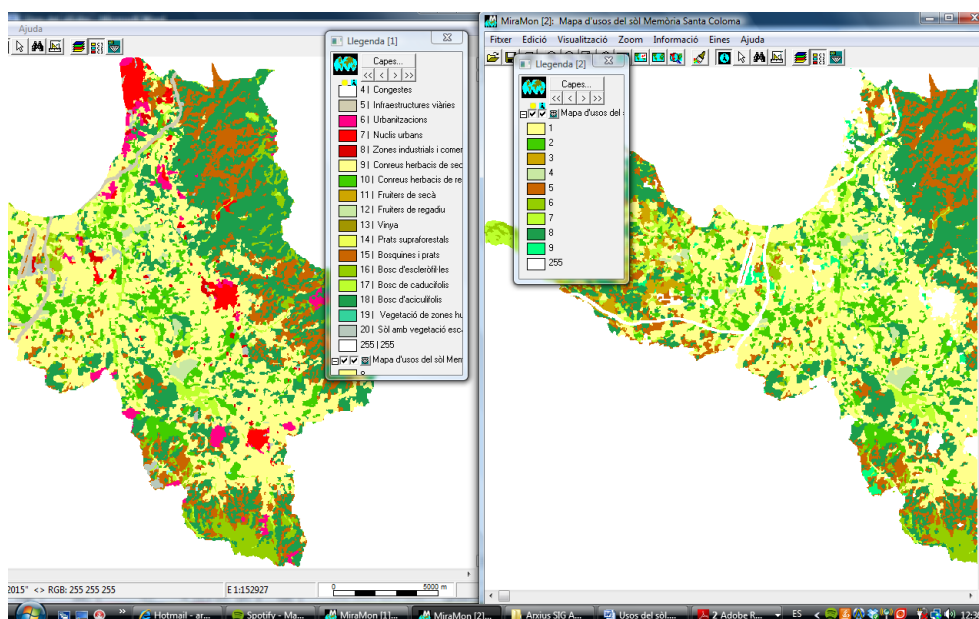 Ajuda
Llegenda [1]
Capes...
<< < > >>
4| Congestes
5| Infraestructures viàries
6| Urbanitzacions
7| Nuclis urbans
8| Zones industrials i comer
9| Conreus herbacis de sec
10| Conreus herbacis de re
11| Fruiters de secà
12| Fruiters de regadiu
13| Vinya
14| Prats supraforestals
15| Bosquines i prats
16| Bosc d'escleròfil·les
17| Bosc de caducifolis
18| Bosc d'aciculifolis
19| Vegetació de zones hu
20| Sòl amb vegetació esc
255 | 255
Mapa d'usos del sòl Mem
2015" <> RGB: 255 255 255
E 1:152927
0
5000 m
MiraMon [2]: Mapa d'usos del sòl Memòria Santa Coloma
Fitxer Edició Visualització Zoom Informació Eines Ajuda
Llegenda [2]
Capes...
<< < > >>
Mapa d'usos del s
1
2
3
4
5
6
7
8
9
255
Hotmail - ar...
Spotify - Ma...
MiraMon [1]...
MiraMon [2]...
Arxius SIG A...
Usos del sòl....
2 Adobe R...
ES
12:30